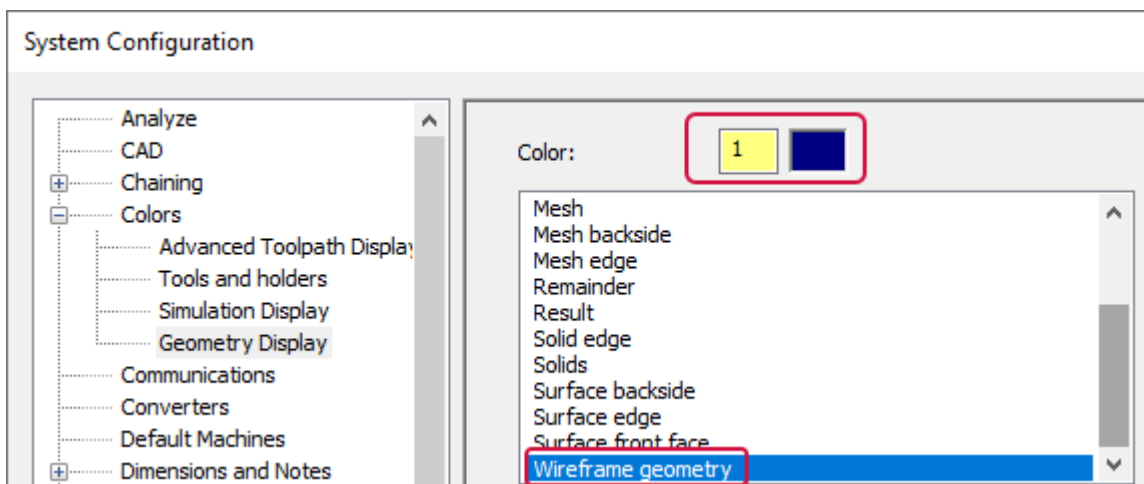 System Configuration
Analyze
CAD
Chaining
Colors
Advanced Toolpath Display
Tools and holders
Simulation Display
Geometry Display
Communications
Converters
Default Machines
Dimensions and Notes
Color:
1
Mesh
Mesh backside
Mesh edge
Remainder
Result
Solid edge
Solids
Surface backside
Surface edge
Surface front face
Wireframe geometry